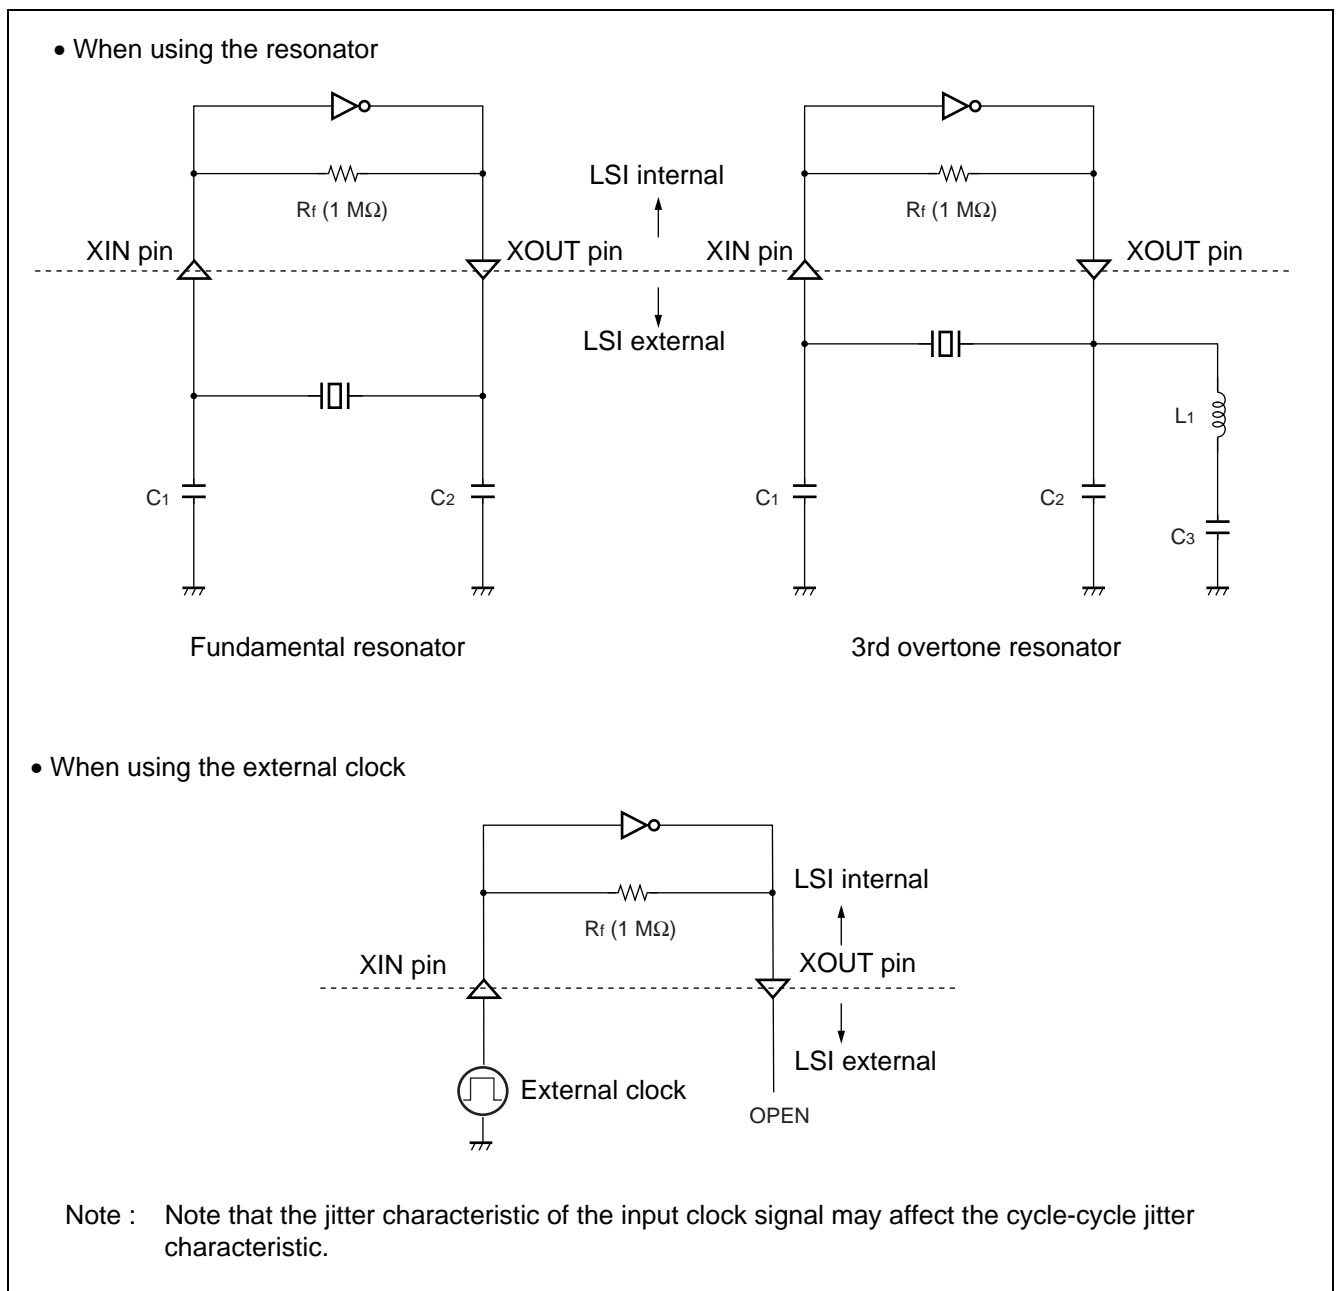 • When using the resonator
Rf (1 MΩ)
XIN pin
XOUT pin
LSI internal
LSI external
C1
C2
Fundamental resonator
Rf (1 MΩ)
XIN pin
XOUT pin
L1
C1
C2
C3
3rd overtone resonator
• When using the external clock
Rf (1 MΩ)
LSI internal
XIN pin
XOUT pin
LSI external
External clock
OPEN
Note : Note that the jitter characteristic of the input clock signal may affect the cycle-cycle jitter
characteristic.